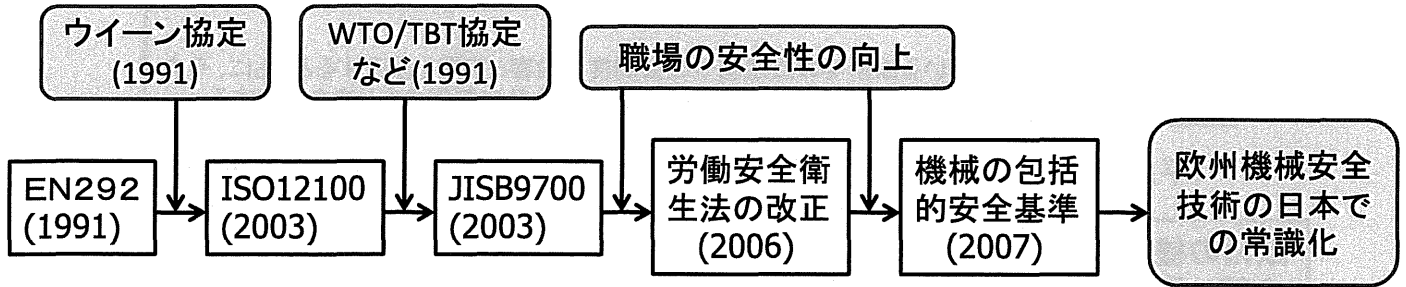 ウイーン協定
(1991)
WTO/TBT協定
など(1991)
職場の安全性の向上
EN292
(1991)
ISO12100
(2003)
JISB9700
(2003)
労働安全衛
生法の改正
(2006)
機械の包括
的安全基準
(2007)
欧州機械安全
技術の日本で
の常識化